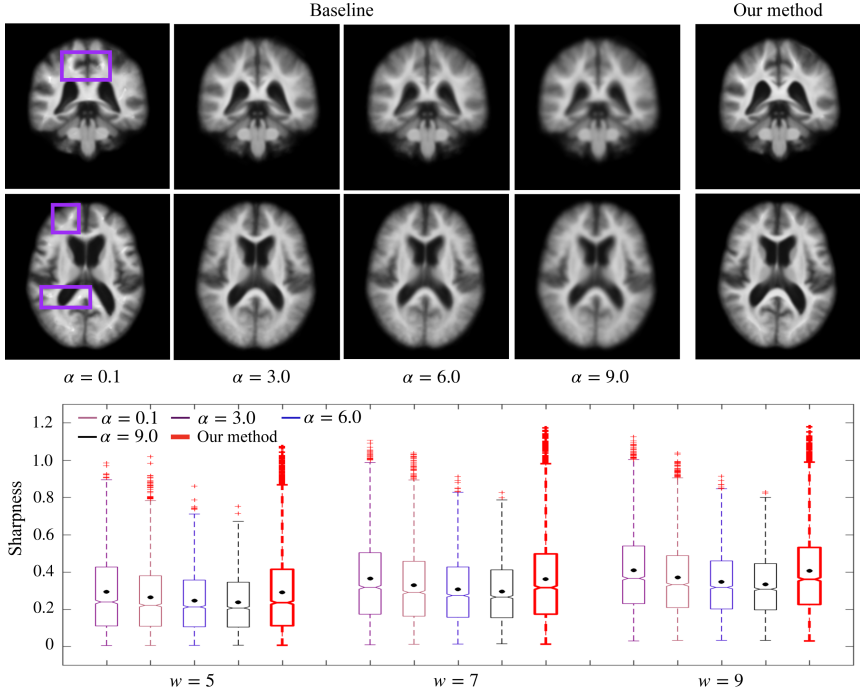 Baseline Our method
α = 0.1 α = 3.0 α = 6.0 α = 9.0
α = 0.1 α = 3.0 α = 6.0
α = 9.0 Our method
Sharpness
1.2
1.0
0.8
0.6
0.4
0.2
0
w = 5 w = 7 w = 9